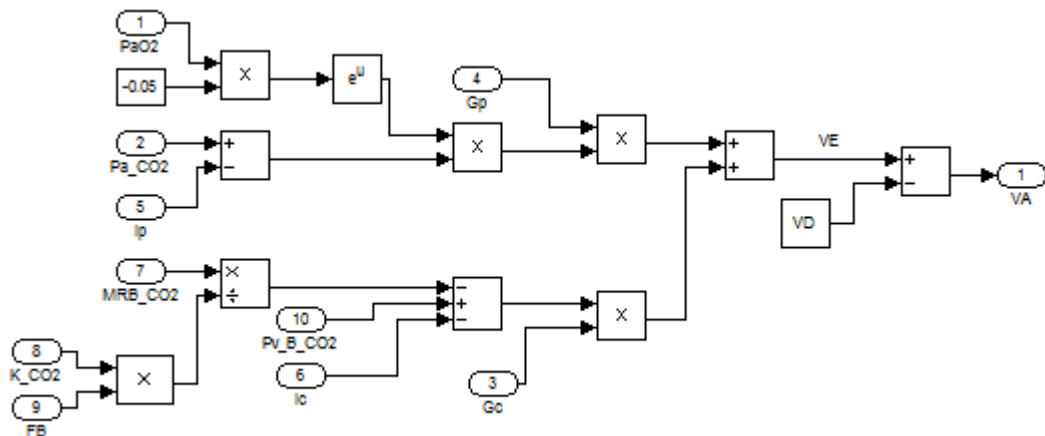 1
PaO2
-0.05
×
e^u
4
Gp
2
Pa_CO2
+
−
×
×
+
+
VE
+
−
1
VA
5
Ip
VD
7
MRB_CO2
×
÷
10
Pv_B_CO2
−
+
−
×
8
K_CO2
×
9
FB
6
Ic
3
Gc